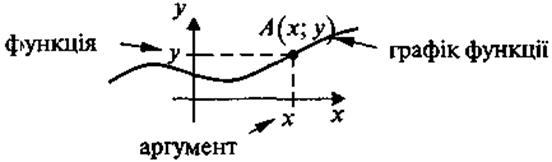 y
A(x; y)
функція
y
графік функції
x
x
аргумент